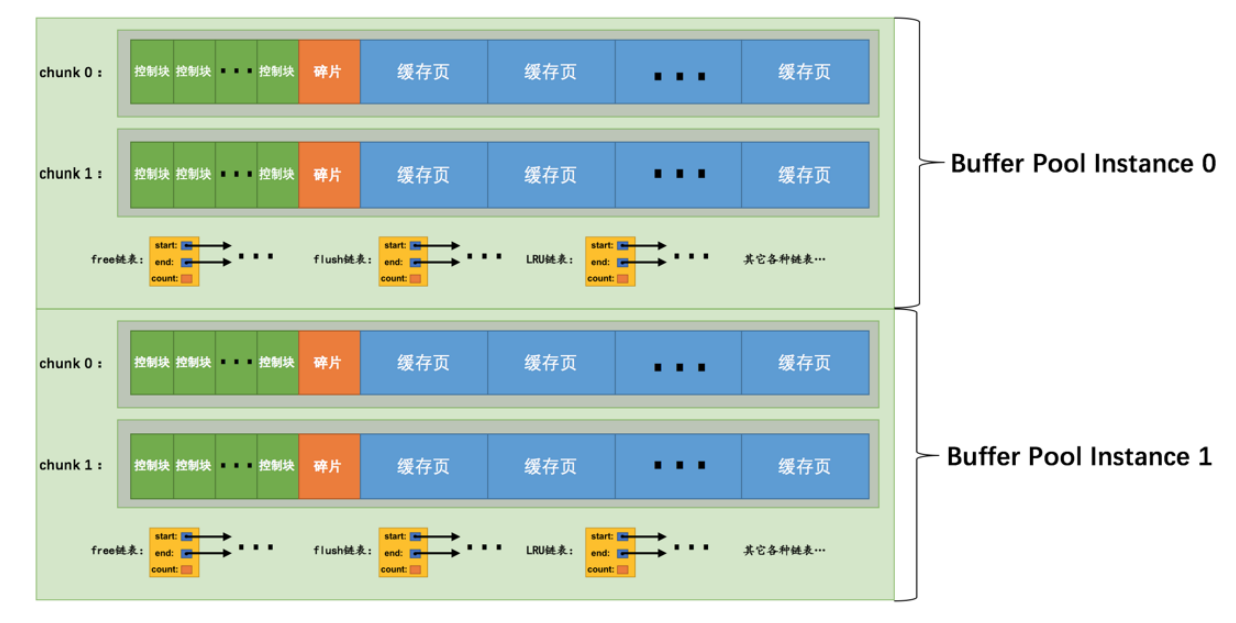 chunk 0： 控制块 控制块 ▪ ▪ ▪ 控制块 碎片 缓存页 缓存页 ▪ ▪ ▪ 缓存页
chunk 1： 控制块 控制块 ▪ ▪ ▪ 控制块 碎片 缓存页 缓存页 ▪ ▪ ▪ 缓存页
Buffer Pool Instance 0
free链表： start: end: count: ▪ ▪ ▪ flush链表： start: end: count: ▪ ▪ ▪ LRU链表： start: end: count: ▪ ▪ ▪ 其它各种链表…
chunk 0： 控制块 控制块 ▪ ▪ ▪ 控制块 碎片 缓存页 缓存页 ▪ ▪ ▪ 缓存页
chunk 1： 控制块 控制块 ▪ ▪ ▪ 控制块 碎片 缓存页 缓存页 ▪ ▪ ▪ 缓存页
Buffer Pool Instance 1
free链表： start: end: count: ▪ ▪ ▪ flush链表： start: end: count: ▪ ▪ ▪ LRU链表： start: end: count: ▪ ▪ ▪ 其它各种链表…